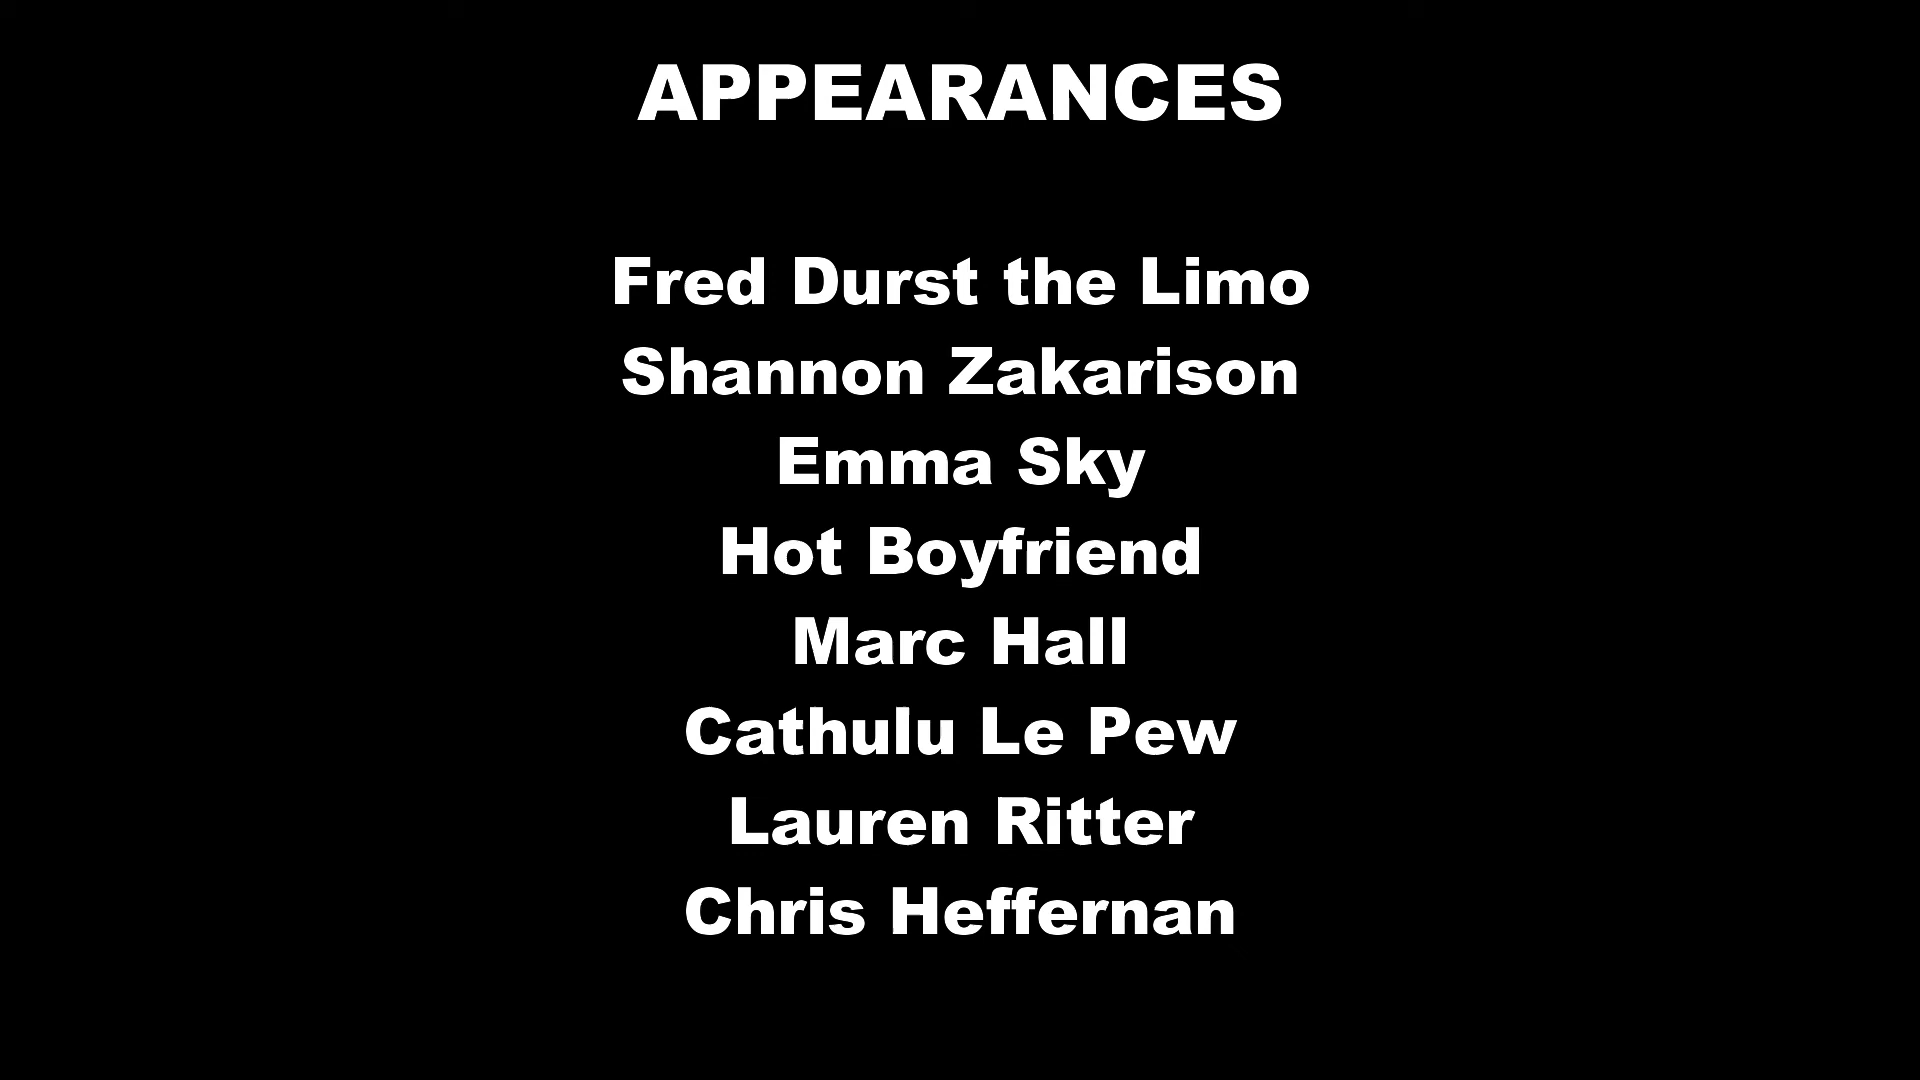 APPEARANCES
Fred Durst the Limo
Shannon Zakarison
Emma Sky
Hot Boyfriend
Marc Hall
Cathulu Le Pew
Lauren Ritter
Chris Heffernan